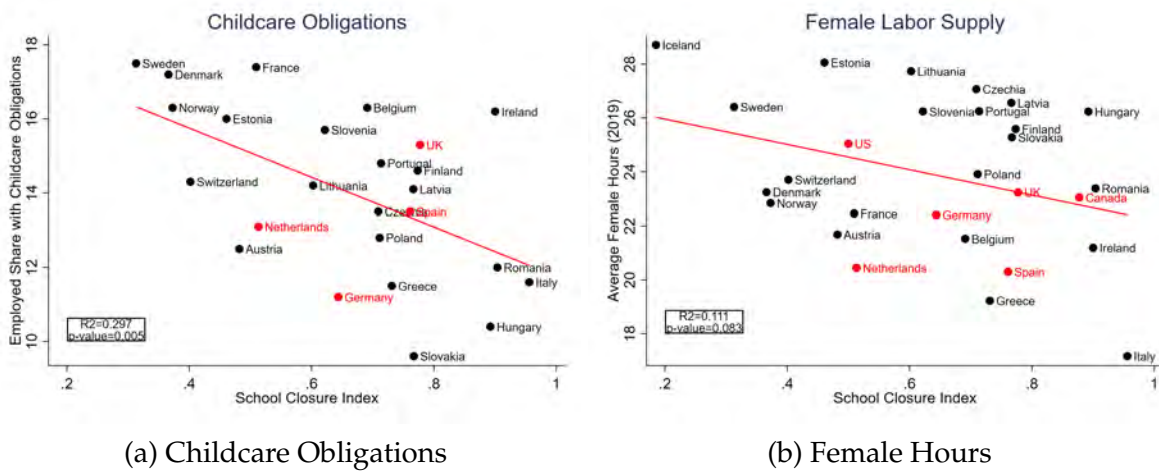 Childcare Obligations
Employed Share with Childcare Obligations
18
16
14
12
10
Sweden
France
Denmark
Norway
Belgium
Ireland
Estonia
Slovenia
UK
Portugal
Finland
Switzerland
Lithuania
Latvia
Czechia
Spain
Netherlands
Poland
Austria
Romania
Italy
Greece
Germany
Hungary
Slovakia
R2=0.297
p-value=0.005
.2 .4 .6 .8 1
School Closure Index
(a) Childcare Obligations
Female Labor Supply
Average Female Hours (2019)
28
26
24
22
20
18
Iceland
Estonia
Lithuania
Czechia
Latvia
Sweden
Slovenia
Portugal
Hungary
Finland
Slovakia
US
Poland
Switzerland
Romania
Denmark
UK
Canada
Norway
France
Germany
Austria
Belgium
Ireland
Netherlands
Spain
Greece
Italy
R2=0.111
p-value=0.083
.2 .4 .6 .8 1
School Closure Index
(b) Female Hours